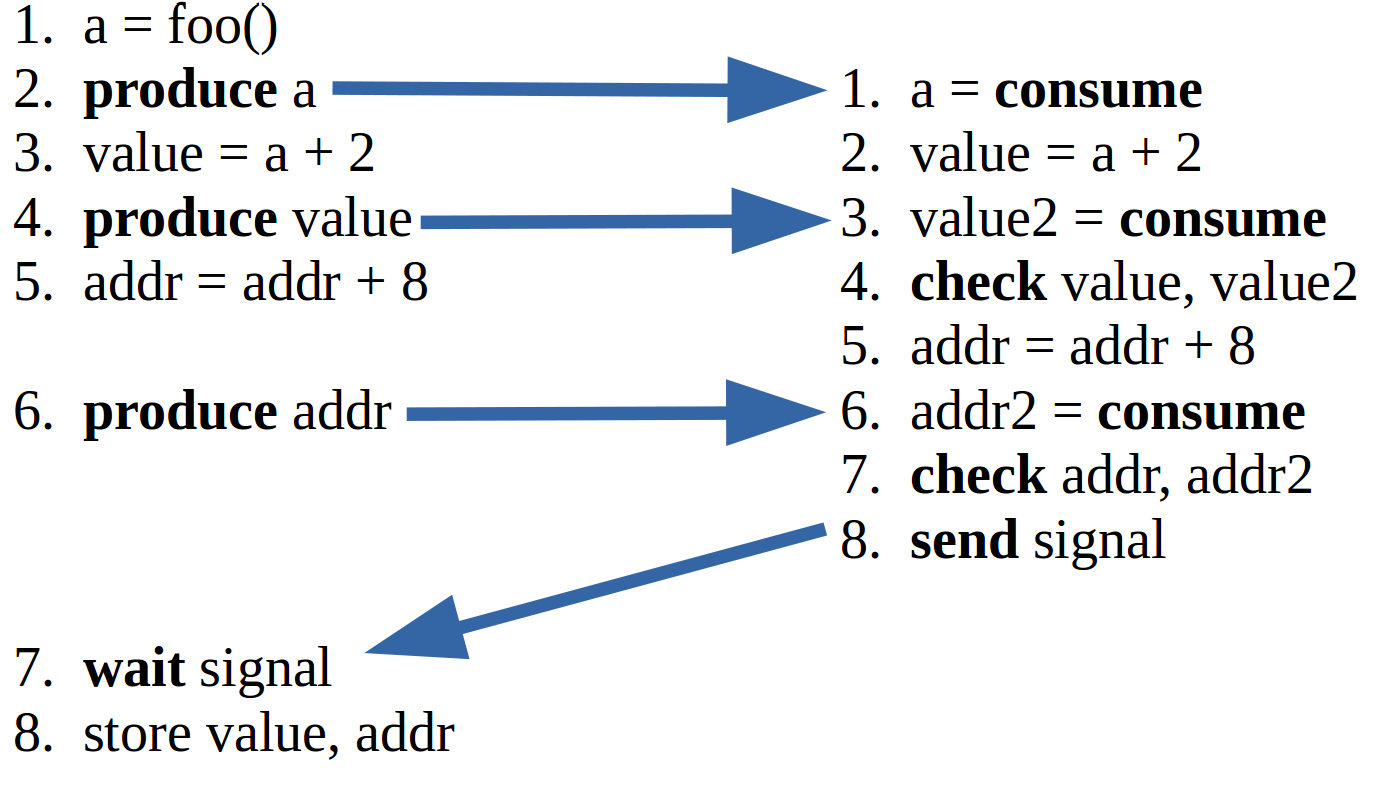 1. a = foo()
2. produce a
3. value = a + 2
4. produce value
5. addr = addr + 8
6. produce addr
7. wait signal
8. store value, addr
1. a = consume
2. value = a + 2
3. value2 = consume
4. check value, value2
5. addr = addr + 8
6. addr2 = consume
7. check addr, addr2
8. send signal